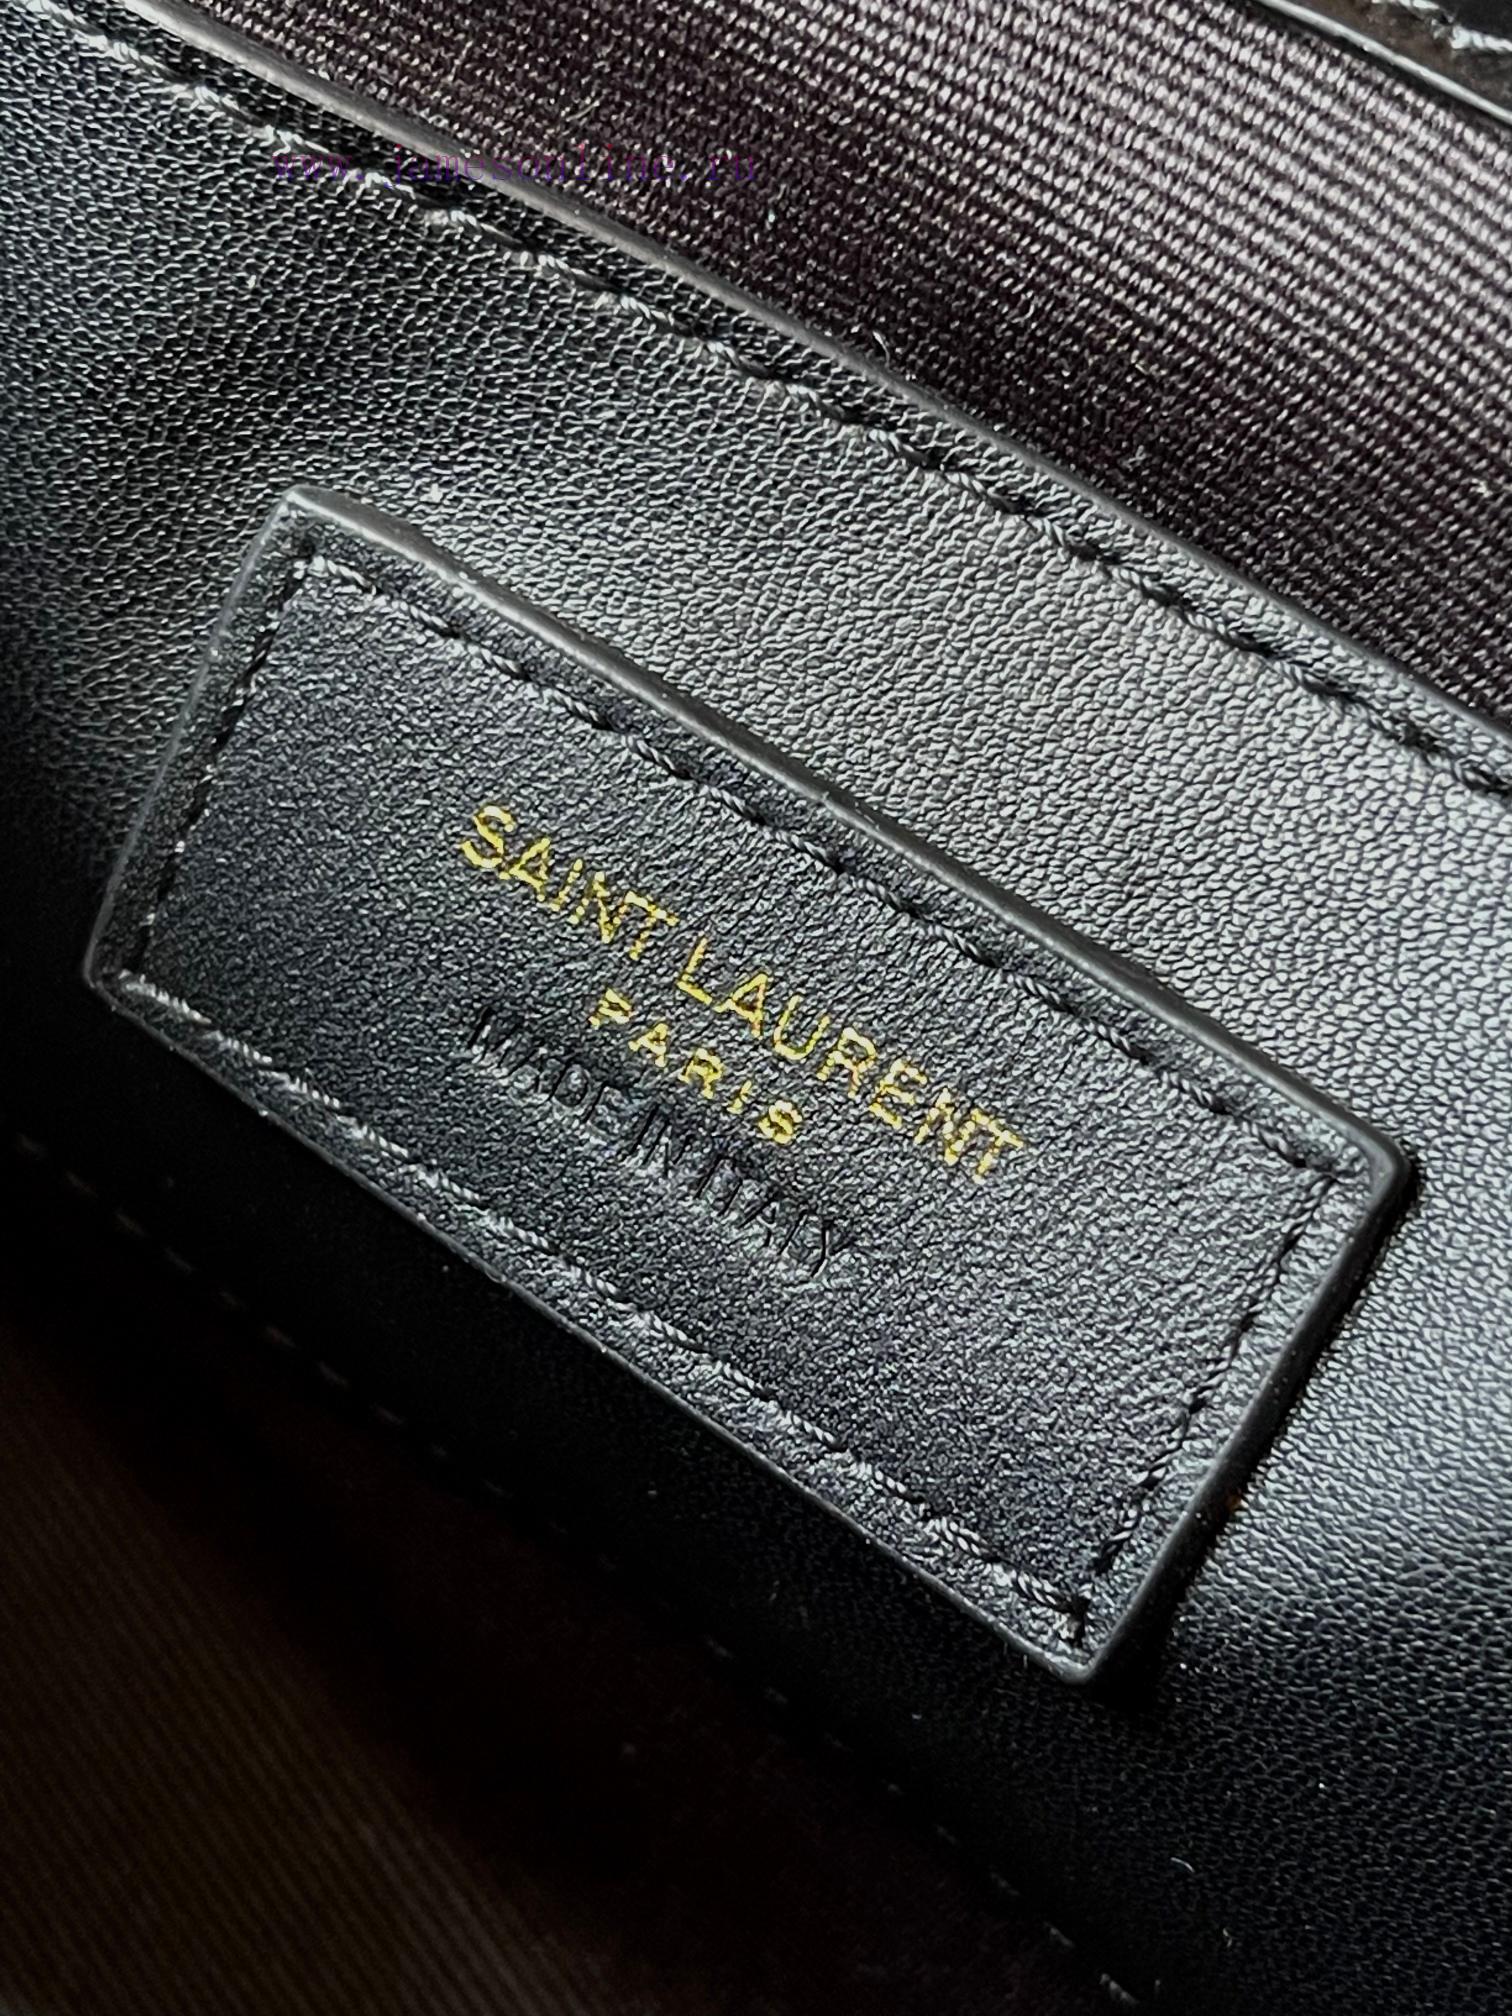 www.jamesonline.ru
SAINT LAURENT
PARIS
MADE IN ITALY